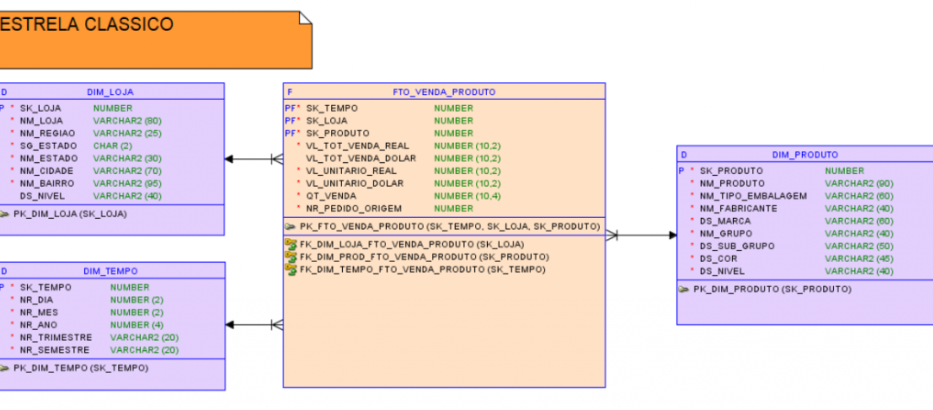 ESTRELA CLASSICO
D DIM_LOJA
P * SK_LOJA NUMBER
* NM_LOJA VARCHAR2 (80)
* NM_REGIAO VARCHAR2 (25)
* SG_ESTADO CHAR (2)
* NM_ESTADO VARCHAR2 (30)
* NM_CIDADE VARCHAR2 (70)
* NM_BAIRRO VARCHAR2 (95)
DS_NIVEL VARCHAR2 (40)
PK_DIM_LOJA (SK_LOJA)
D DIM_TEMPO
P * SK_TEMPO NUMBER
* NR_DIA NUMBER (2)
* NR_MES NUMBER (2)
* NR_ANO NUMBER (4)
* NR_TRIMESTRE VARCHAR2 (20)
* NR_SEMESTRE VARCHAR2 (20)
PK_DIM_TEMPO (SK_TEMPO)
F FTO_VENDA_PRODUTO
PF* SK_TEMPO NUMBER
PF* SK_LOJA NUMBER
PF* SK_PRODUTO NUMBER
* VL_TOT_VENDA_REAL NUMBER (10,2)
* VL_TOT_VENDA_DOLAR NUMBER (10,2)
* VL_UNITARIO_REAL NUMBER (10,2)
* VL_UNITARIO_DOLAR NUMBER (10,2)
* QT_VENDA NUMBER (10,4)
* NR_PEDIDO_ORIGEM NUMBER
PK_FTO_VENDA_PRODUTO (SK_TEMPO, SK_LOJA, SK_PRODUTO)
FK_DIM_LOJA_FTO_VENDA_PRODUTO (SK_LOJA)
FK_DIM_PROD_FTO_VENDA_PRODUTO (SK_PRODUTO)
FK_DIM_TEMPO_FTO_VENDA_PRODUTO (SK_TEMPO)
D DIM_PRODUTO
P * SK_PRODUTO NUMBER
* NM_PRODUTO VARCHAR2 (90)
* NM_TIPO_EMBALAGEM VARCHAR2 (60)
* NM_FABRICANTE VARCHAR2 (40)
* DS_MARCA VARCHAR2 (60)
* NM_GRUPO VARCHAR2 (40)
* DS_SUB_GRUPO VARCHAR2 (50)
* DS_COR VARCHAR2 (45)
* DS_NIVEL VARCHAR2 (40)
PK_DIM_PRODUTO (SK_PRODUTO)